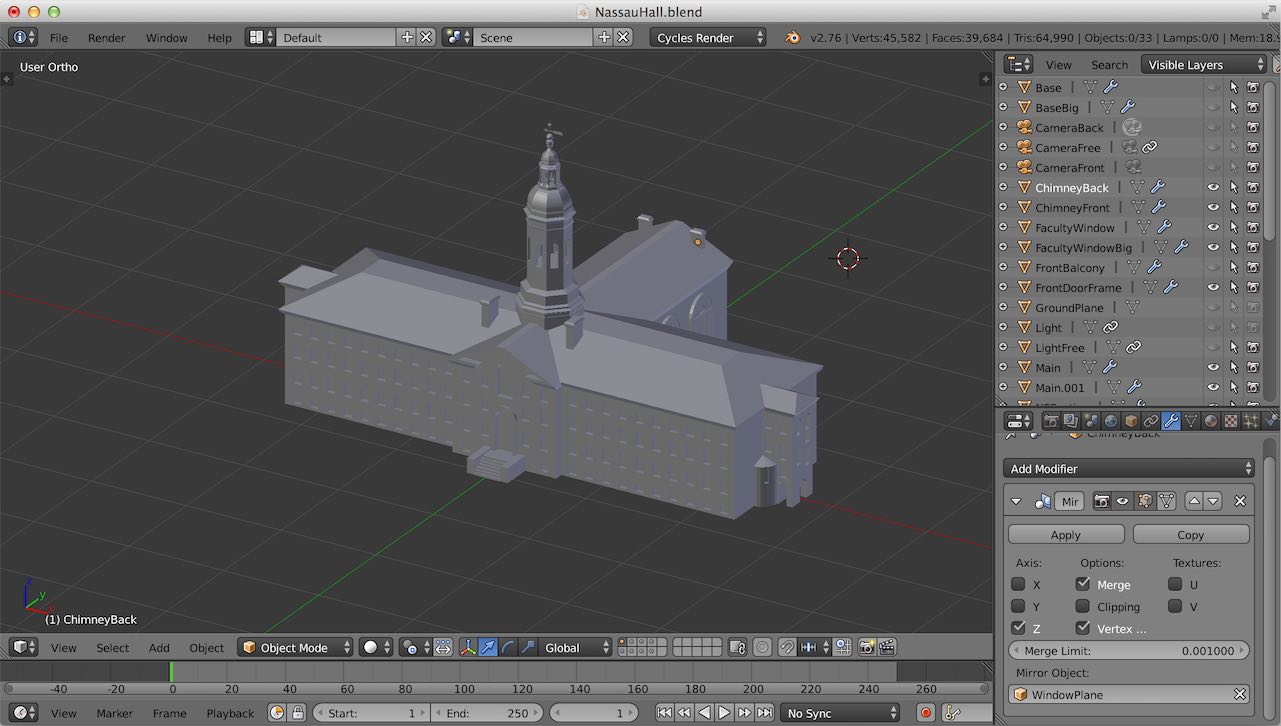 NassauHall.blend
File Render Window Help Default Scene Cycles Render v2.76 | Verts:45,582 | Faces:39,684 | Tris:64,990 | Objects:0/33 | Lamps:0/0 | Mem:18.
User Ortho
View Search Visible Layers
Base
BaseBig
CameraBack
CameraFree
CameraFront
ChimneyBack
ChimneyFront
FacultyWindow
FacultyWindowBig
FrontBalcony
FrontDoorFrame
GroundPlane
Light
LightFree
Main
Main.001
ChimneyBack
Add Modifier
Mir
Apply Copy
Axis: Options: Textures:
X Merge U
Y Clipping V
Z Vertex ...
Merge Limit: 0.001000
Mirror Object:
WindowPlane
z
y
x
(1) ChimneyBack
View Select Add Object Object Mode Global
-40 -20 0 20 40 60 80 100 120 140 160 180 200 220 240 260
View Marker Frame Playback Start: 1 End: 250 1 No Sync